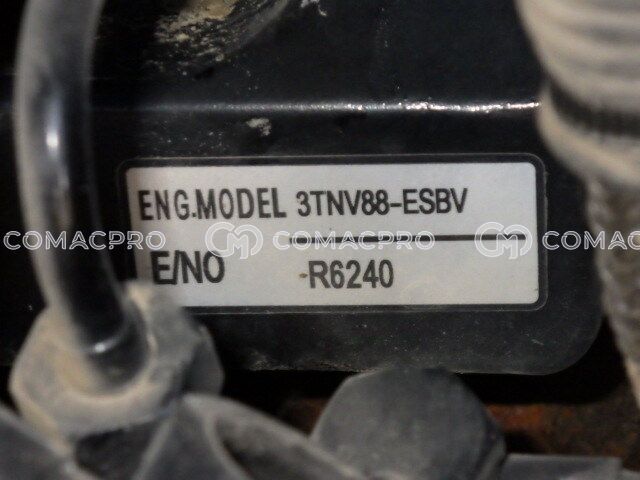 ENG.MODEL 3TNV88-ESBV
COMACPRO COMACPRO COMACPRO
E/NO R6240